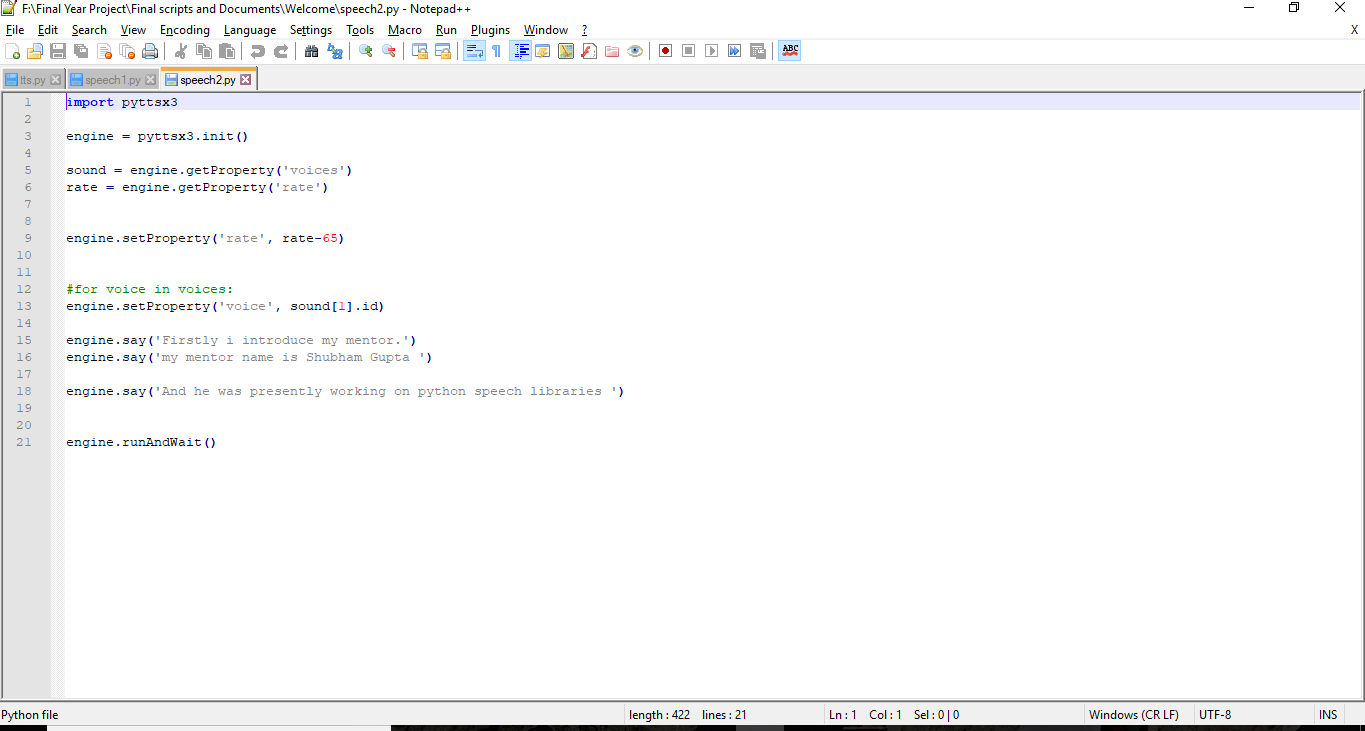 F:\Final Year Project\Final scripts and Documents\Welcome\speech2.py - Notepad++
File Edit Search View Encoding Language Settings Tools Macro Run Plugins Window ? X
ABC
tts.py speech1.py speech2.py
1 import pyttsx3
2
3 engine = pyttsx3.init()
4
5 sound = engine.getProperty('voices')
6 rate = engine.getProperty('rate')
7
8
9 engine.setProperty('rate', rate-65)
10
11
12 #for voice in voices:
13 engine.setProperty('voice', sound[1].id)
14
15 engine.say('Firstly i introduce my mentor.')
16 engine.say('my mentor name is Shubham Gupta ')
17
18 engine.say('And he was presently working on python speech libraries ')
19
20
21 engine.runAndWait()
Python file length : 422 lines : 21 Ln : 1 Col : 1 Sel : 0 | 0 Windows (CR LF) UTF-8 INS